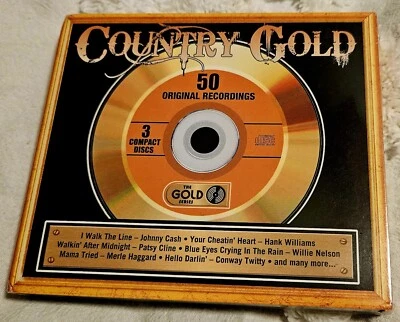 COUNTRY GOLD
50
ORIGINAL RECORDINGS
3
COMPACT
DISCS
THE
GOLD
SERIES
I Walk The Line – Johnny Cash • Your Cheatin' Heart – Hank Williams
Walkin' After Midnight – Patsy Cline • Blue Eyes Crying In The Rain – Willie Nelson
Mama Tried – Merle Haggard • Hello Darlin' – Conway Twitty • and many more...